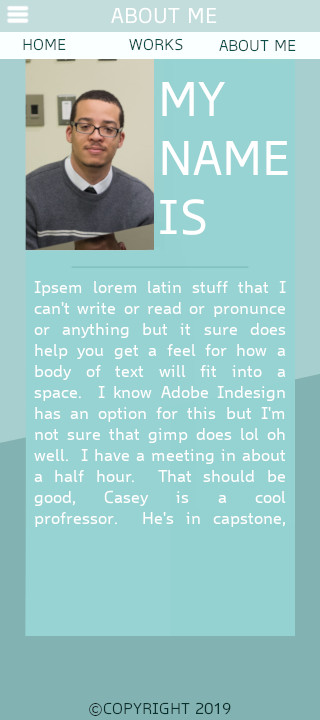 ABOUT ME
HOME WORKS ABOUT ME
MY
NAME
IS
Ipsem lorem latin stuff that I
can't write or read or pronunce
or anything but it sure does
help you get a feel for how a
body of text will fit into a
space. I know Adobe Indesign
has an option for this but I'm
not sure that gimp does lol oh
well. I have a meeting in about
a half hour. That should be
good, Casey is a cool
profressor. He's in capstone,
©COPYRIGHT 2019